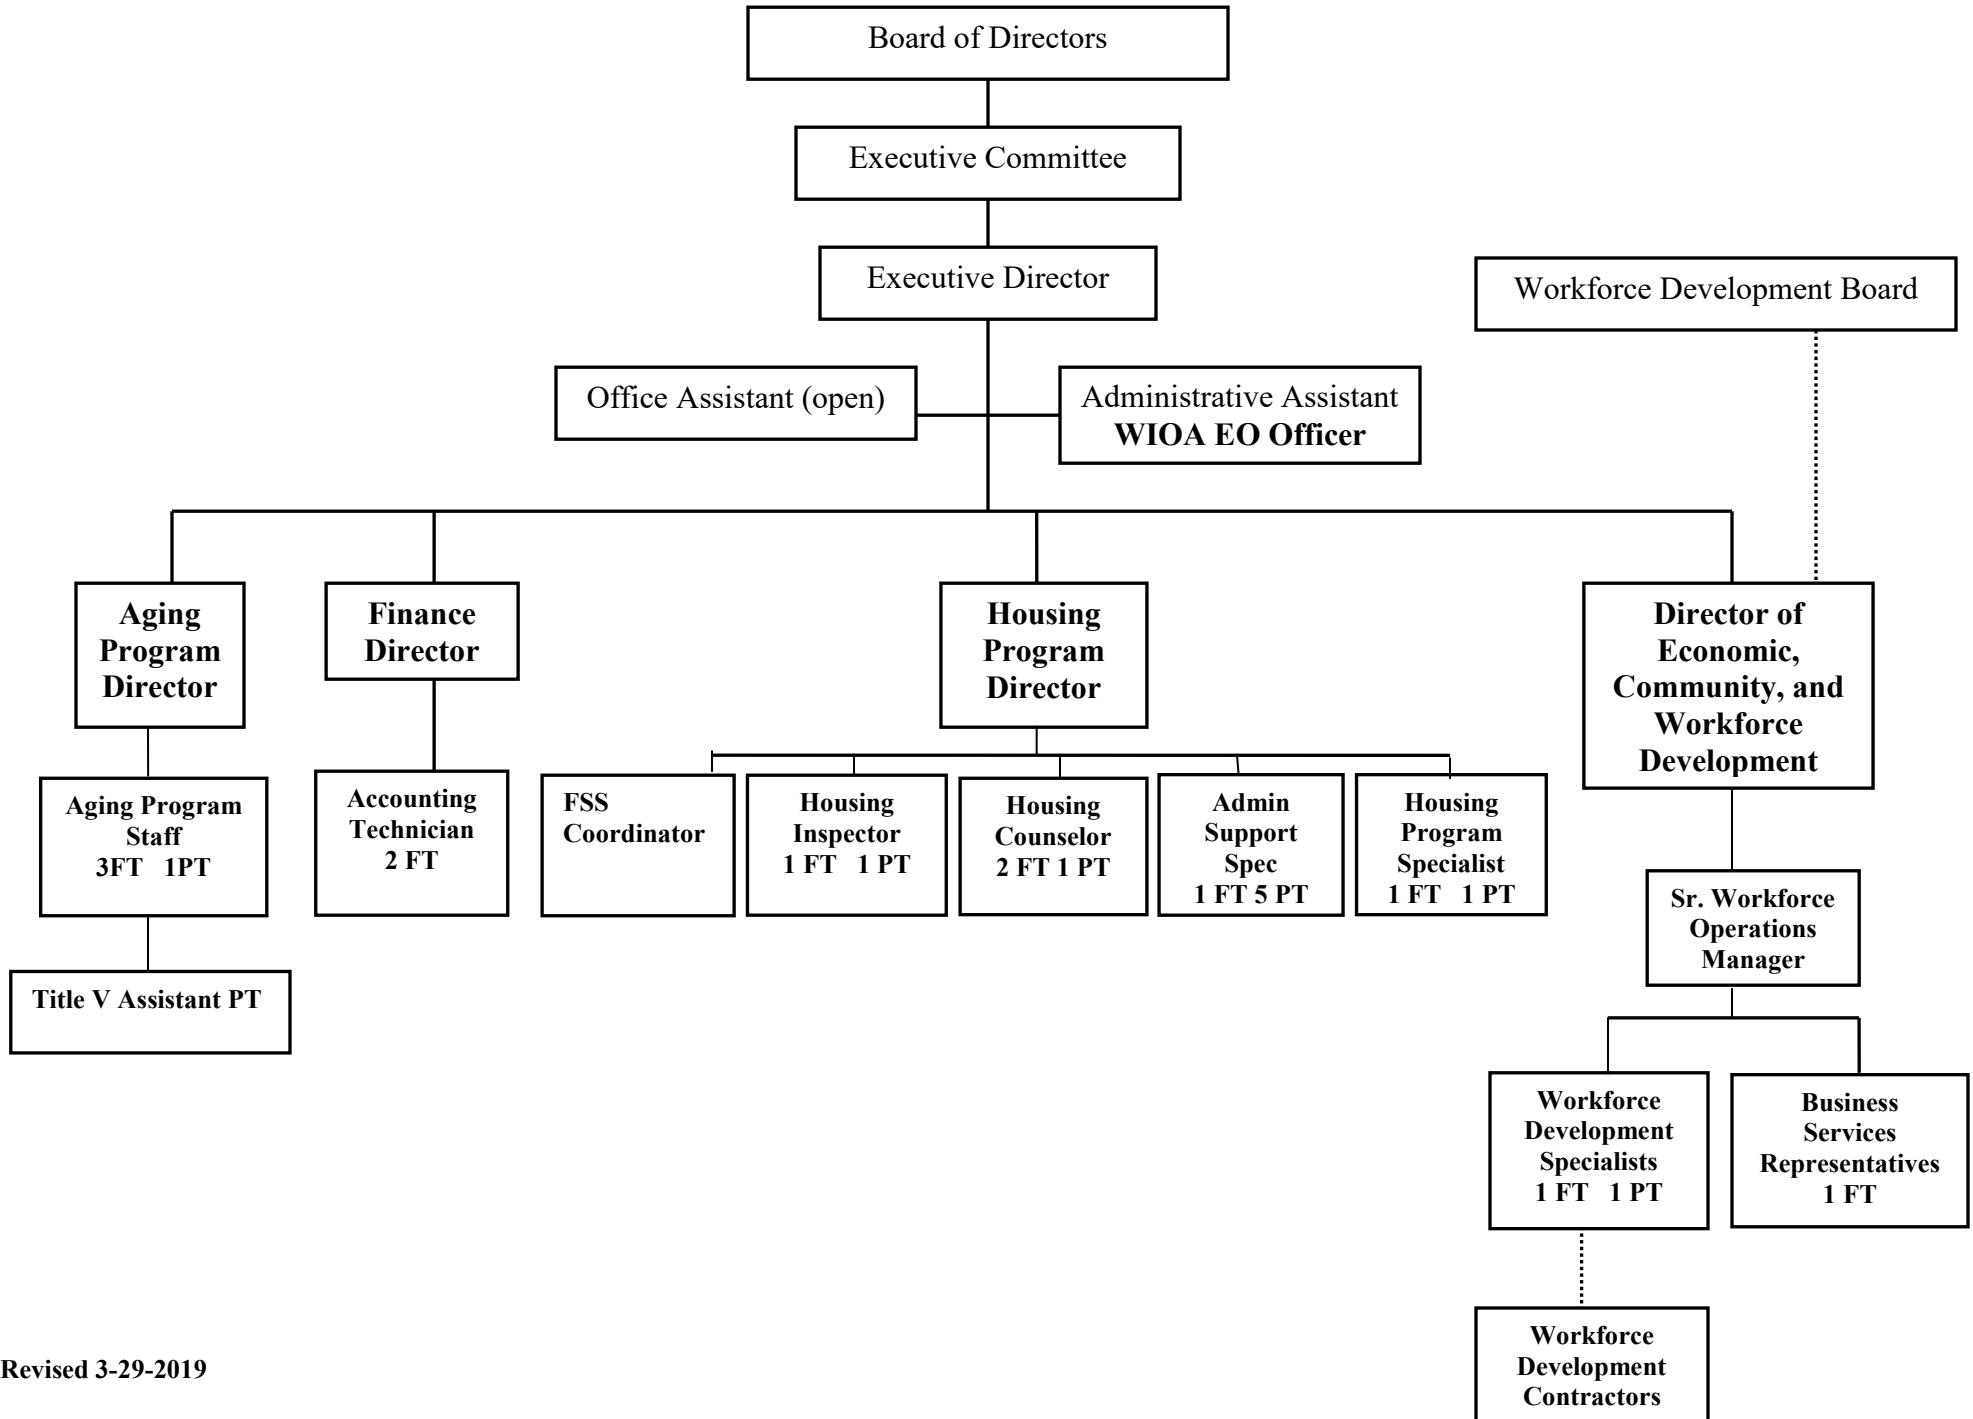 Board of Directors
Executive Committee
Executive Director
Workforce Development Board
Office Assistant (open)
Administrative Assistant
WIOA EO Officer
Aging
Program
Director
Finance
Director
Housing
Program
Director
Director of
Economic,
Community, and
Workforce
Development
Aging Program
Staff
3FT 1PT
Accounting
Technician
2 FT
FSS
Coordinator
Housing
Inspector
1 FT 1 PT
Housing
Counselor
2 FT 1 PT
Admin
Support
Spec
1 FT 5 PT
Housing
Program
Specialist
1 FT 1 PT
Sr. Workforce
Operations
Manager
Title V Assistant PT
Workforce
Development
Specialists
1 FT 1 PT
Business
Services
Representatives
1 FT
Workforce
Development
Contractors
Revised 3-29-2019